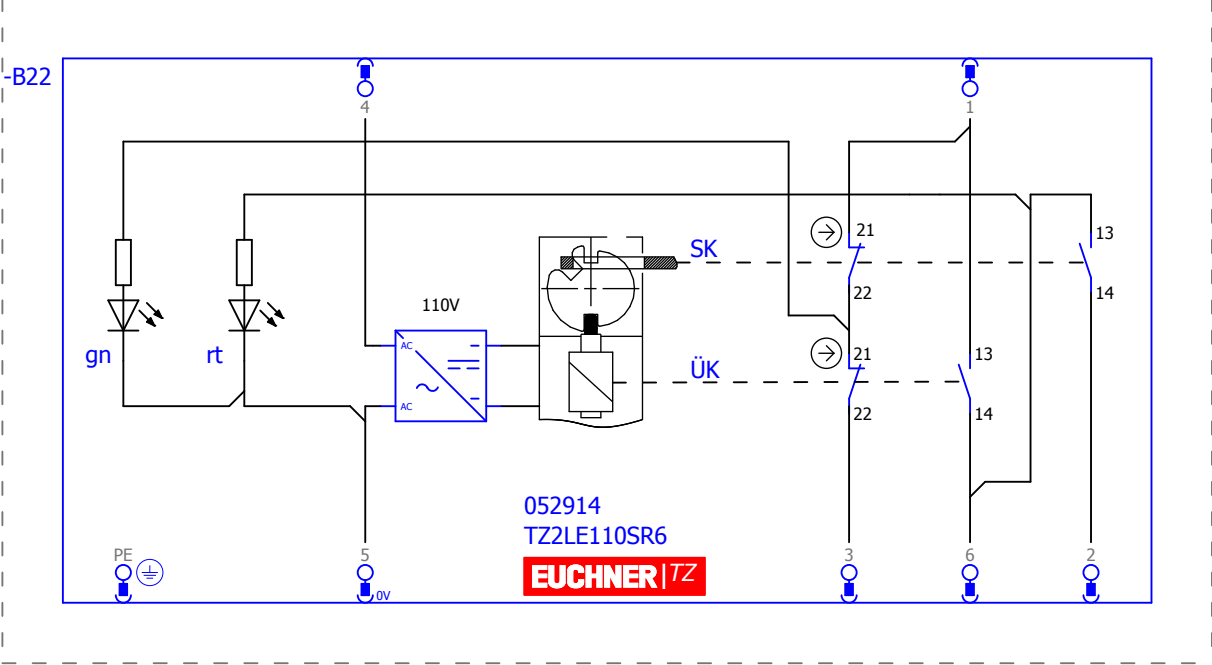 -B22
4
1
SK
21
13
22
14
110V
gn
rt
AC
AC
ÜK
21
13
22
14
052914
TZ2LE110SR6
EUCHNER TZ
PE
5
0V
3
6
2